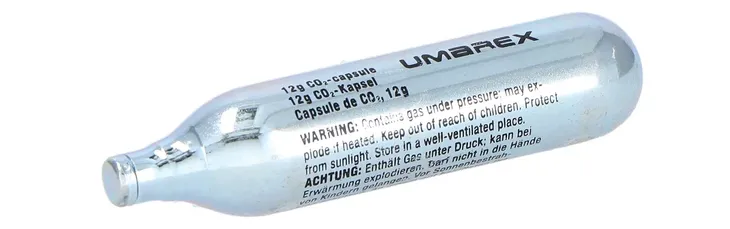 UMAREX
12g CO₂-capsule
12g CO₂-Kapsel
Capsule de CO₂, 12g
WARNING: Contains gas under pressure; may ex-
plode if heated. Keep out of reach of children. Protect
from sunlight. Store in a well-ventilated place.
ACHTUNG: Enthält Gas unter Druck; kann bei
Erwärmung explodieren. Darf nicht in die Hände
von Kindern gelangen. Vor Sonnenbestrah-